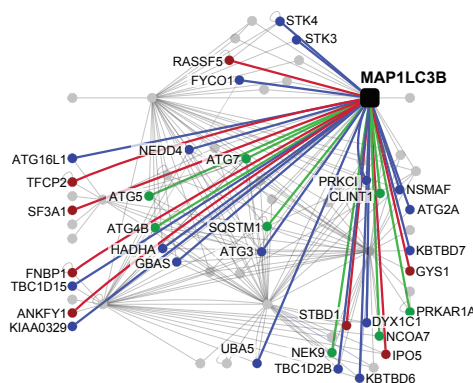 STK4
STK3
RASSF5
MAP1LC3B
FYCO1
NEDD4
ATG7
ATG16L1
TFCP2
PRKCI
NSMAF
CLINT1
ATG5
SF3A1
ATG2A
ATG4B
SQSTM1
HADHA
ATG3
KBTBD7
GBAS
FNBP1
GYS1
TBC1D15
ANKFY1
STBD1
PRKAR1A
KIAA0329
DYX1C1
NCOA7
UBA5
NEK9
IPO5
TBC1D2B
KBTBD6